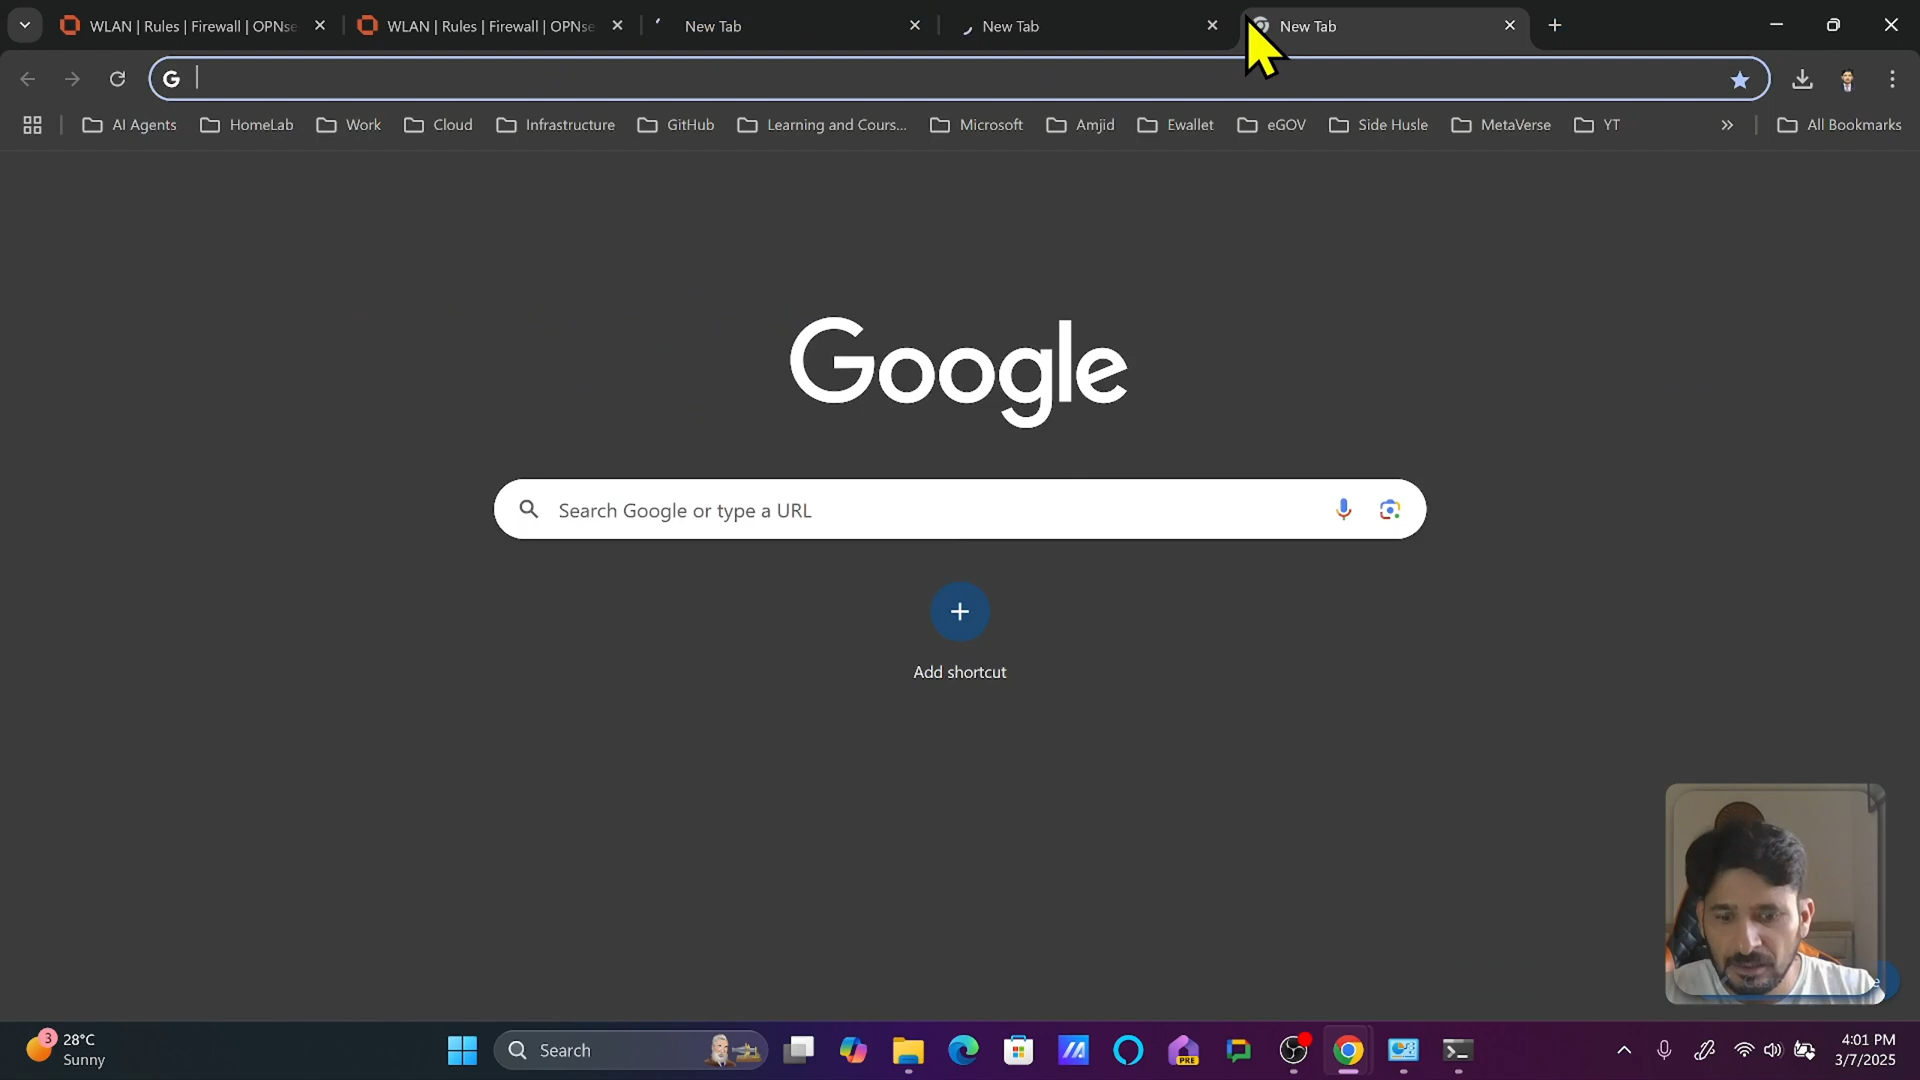 WLAN | Rules | Firewall | OPNse
WLAN | Rules | Firewall | OPNse
New Tab
New Tab
New Tab
G
AI Agents
HomeLab
Work
Cloud
Infrastructure
GitHub
Learning and Cours...
Microsoft
Amjid
Ewallet
eGOV
Side Husle
MetaVerse
YT
All Bookmarks
Google
Search Google or type a URL
Add shortcut
3
28°C
Sunny
Search
PRE
4:01 PM
3/7/2025